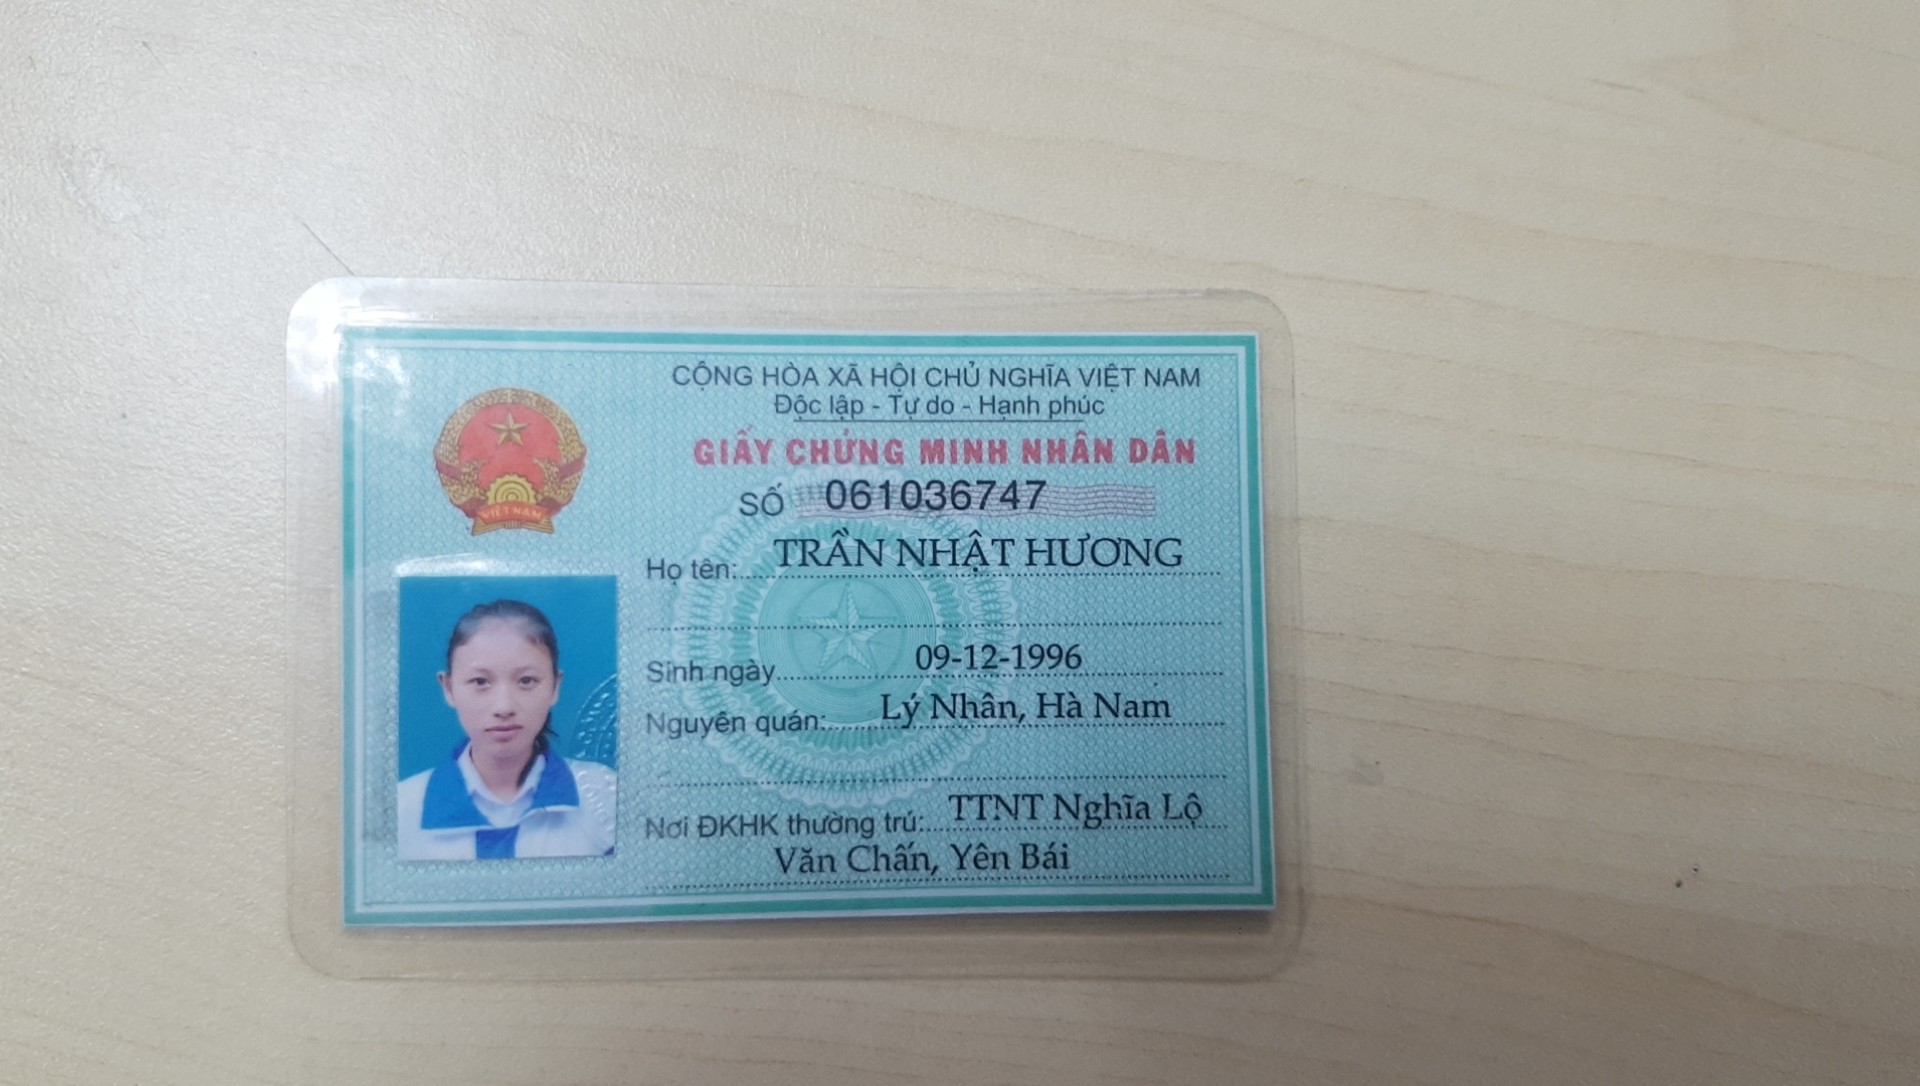 CỘNG HÒA XÃ HỘI CHỦ NGHĨA VIỆT NAM
Độc lập - Tự do - Hạnh phúc
GIẤY CHỨNG MINH NHÂN DÂN
SỐ 061036747
Họ tên: TRẦN NHẬT HƯƠNG
Sinh ngày 09-12-1996
Nguyên quán: Lý Nhân, Hà Nam
Nơi ĐKHK thường trú: TTNT Nghĩa Lộ
Văn Chấn, Yên Bái
VIỆT NAM